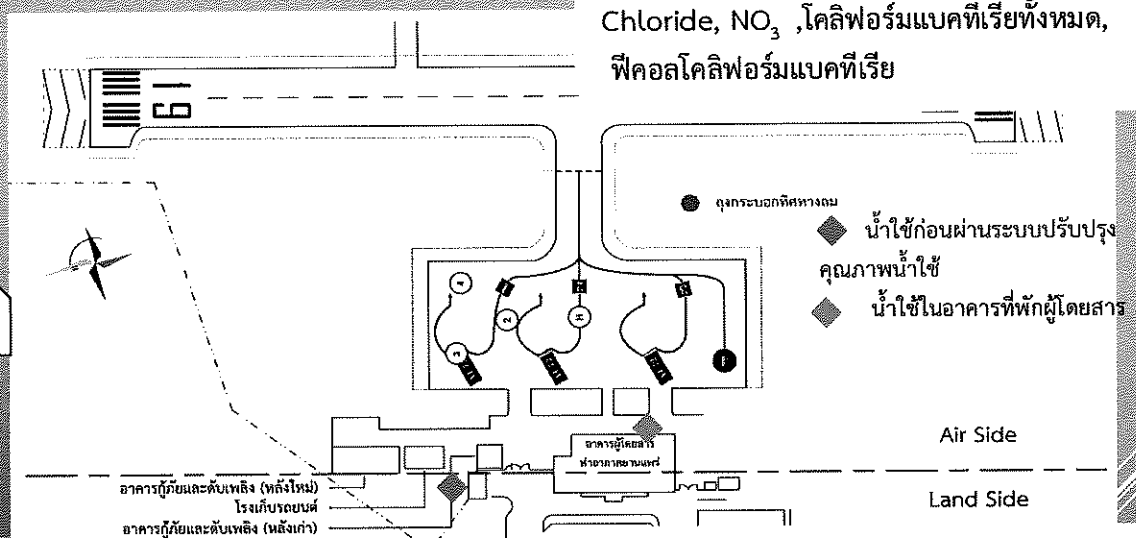 Chloride, NO₃ ,โคลิฟอร์มแบคทีเรียทั้งหมด,
ฟีคอลโคลิฟอร์มแบคทีเรีย
19
ถุงกระบอกทิศทางลม
น้ำใช้ก่อนผ่านระบบปรับปรุง
คุณภาพน้ำใช้
น้ำใช้ในอาคารที่พักผู้โดยสาร
4
2
H
3
อาคารผู้โดยสาร
ท่าอากาศยานแพร่
Air Side
Land Side
อาคารกู้ภัยและดับเพลิง (หลังใหม่)
โรงเก็บรถยนต์
อาคารกู้ภัยและดับเพลิง (หลังเก่า)